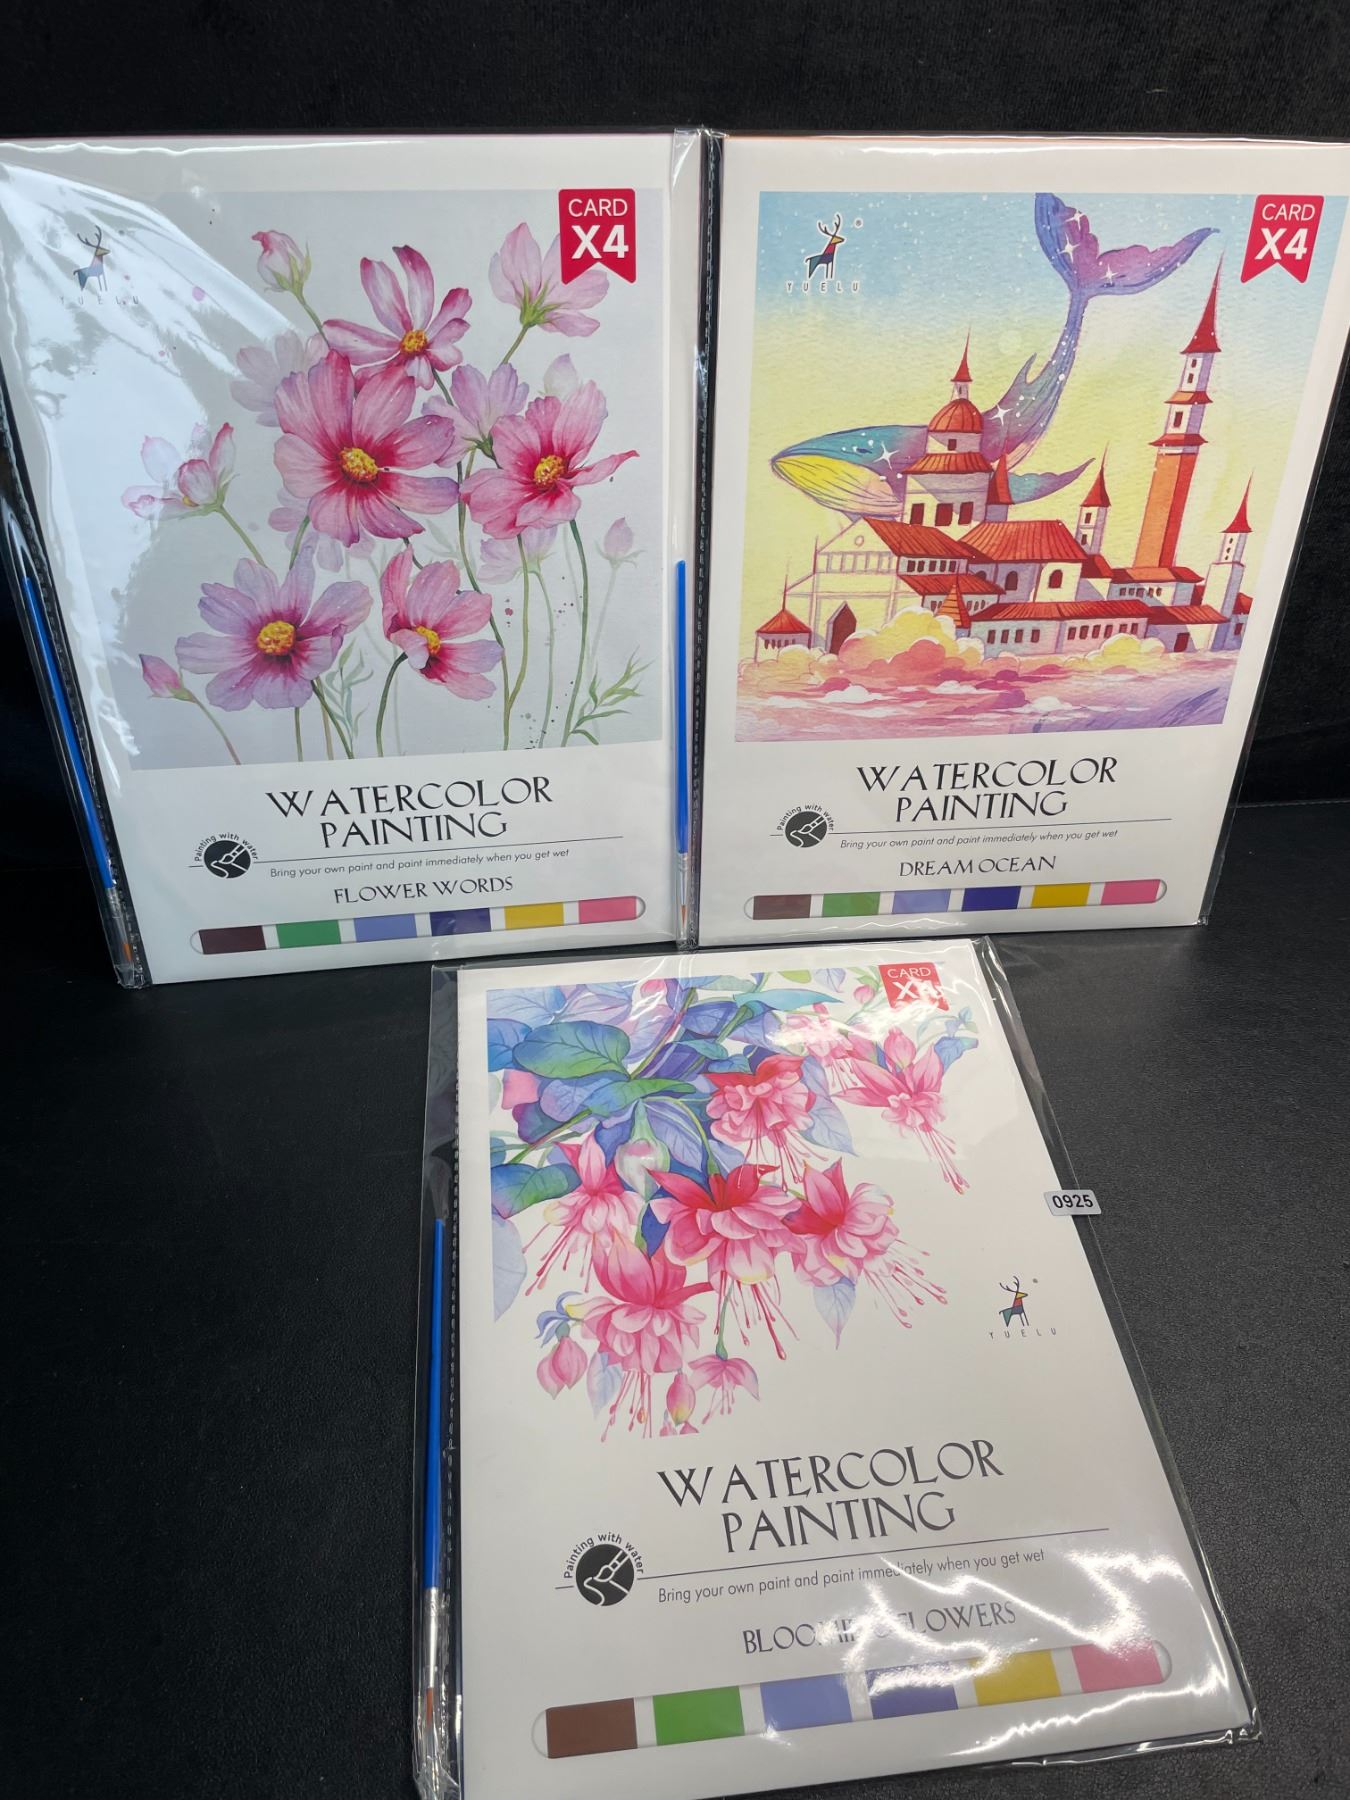 CARD
X4
YUELU
WATERCOLOR
PAINTING
Painting with water
Bring your own paint and paint immediately when you get wet
FLOWER WORDS
CARD
X4
YUELU
WATERCOLOR
PAINTING
Painting with water
Bring your own paint and paint immediately when you get wet
DREAM OCEAN
CARD
X4
0925
YUELU
WATERCOLOR
PAINTING
Painting with water
Bring your own paint and paint immediately when you get wet
BLOOMING FLOWERS